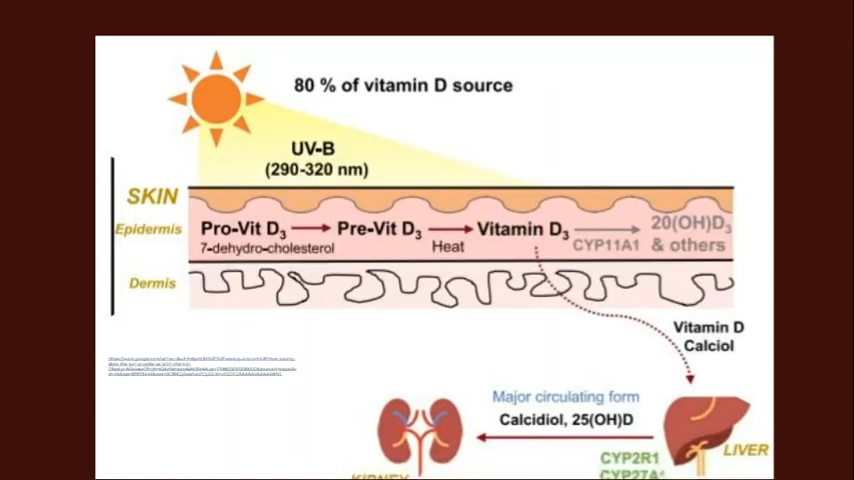 80 % of vitamin D source
UV-B
(290-320 nm)
SKIN
Epidermis
Pro-Vit D3
Pre-Vit D3
Vitamin D3
20(OH)D3
7-dehydro-cholesterol
Heat
CYP11A1
& others
Dermis
Vitamin D
Calciol
Major circulating form
Calcidiol, 25(OH)D
LIVER
CYP2R1
KIDNEY